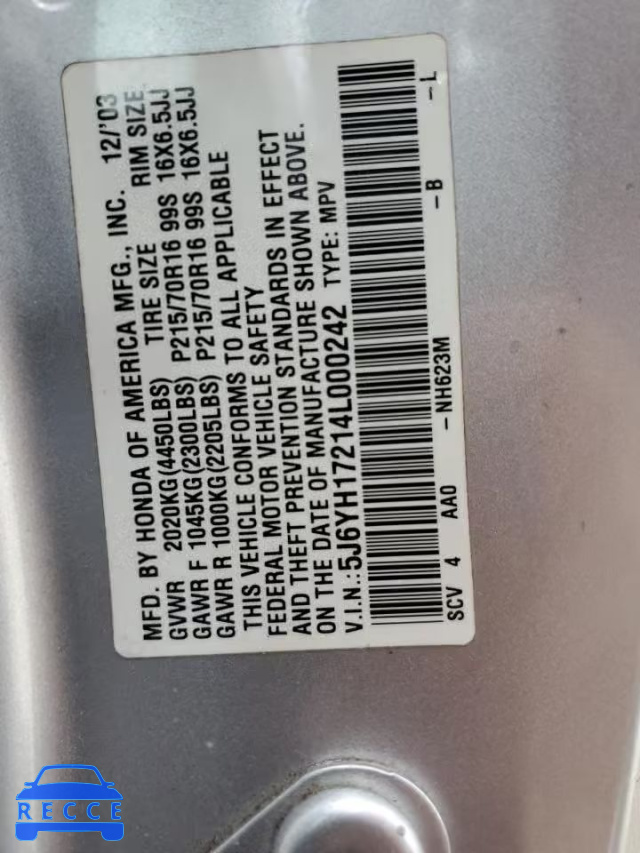 MFD. BY HONDA OF AMERICA MFG., INC. 12/'03
GVWR 2020KG(4450LBS) TIRE SIZE RIM SIZE
GAWR F 1045KG(2300LBS) P215/70R16 99S 16X6.5JJ
GAWR R 1000KG(2205LBS) P215/70R16 99S 16X6.5JJ
THIS VEHICLE CONFORMS TO ALL APPLICABLE
FEDERAL MOTOR VEHICLE SAFETY
AND THEFT PREVENTION STANDARDS IN EFFECT
ON THE DATE OF MANUFACTURE SHOWN ABOVE.
V.I.N.:5J6YH17214L000242 TYPE: MPV
SCV 4 AA0 -NH623M -B -L
RECCE